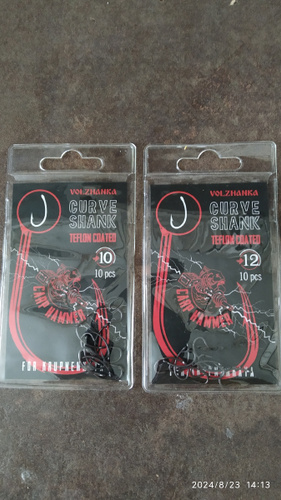 VOLZHANKA
CURVE
SHANK
TEFLON COATED
10
10 pcs
CARP HAMMER
VOLZHANKA
CURVE
SHANK
TEFLON COATED
12
10 pcs
CARP HAMMER
2024/8/23 14:13